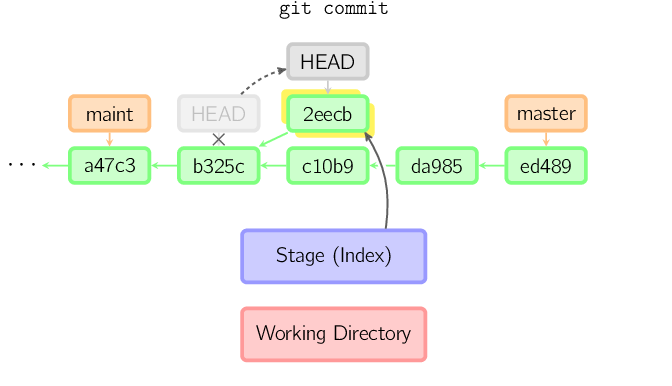 git commit
HEAD
maint HEAD 2eecb master
... a47c3 b325c c10b9 da985 ed489
Stage (Index)
Working Directory